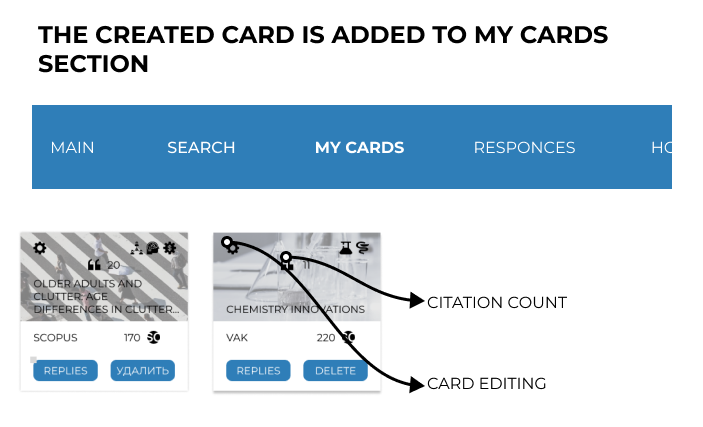 THE CREATED CARD IS ADDED TO MY CARDS
SECTION
MAIN SEARCH MY CARDS RESPONCES HO
20
OLDER ADULTS AND
CLUTTER: AGE
DIFFERENCES IN CLUTTER...
SCOPUS 170 SC
REPLIES УДАЛИТЬ
11
CHEMISTRY INNOVATIONS
VAK 220
REPLIES DELETE
CITATION COUNT
CARD EDITING